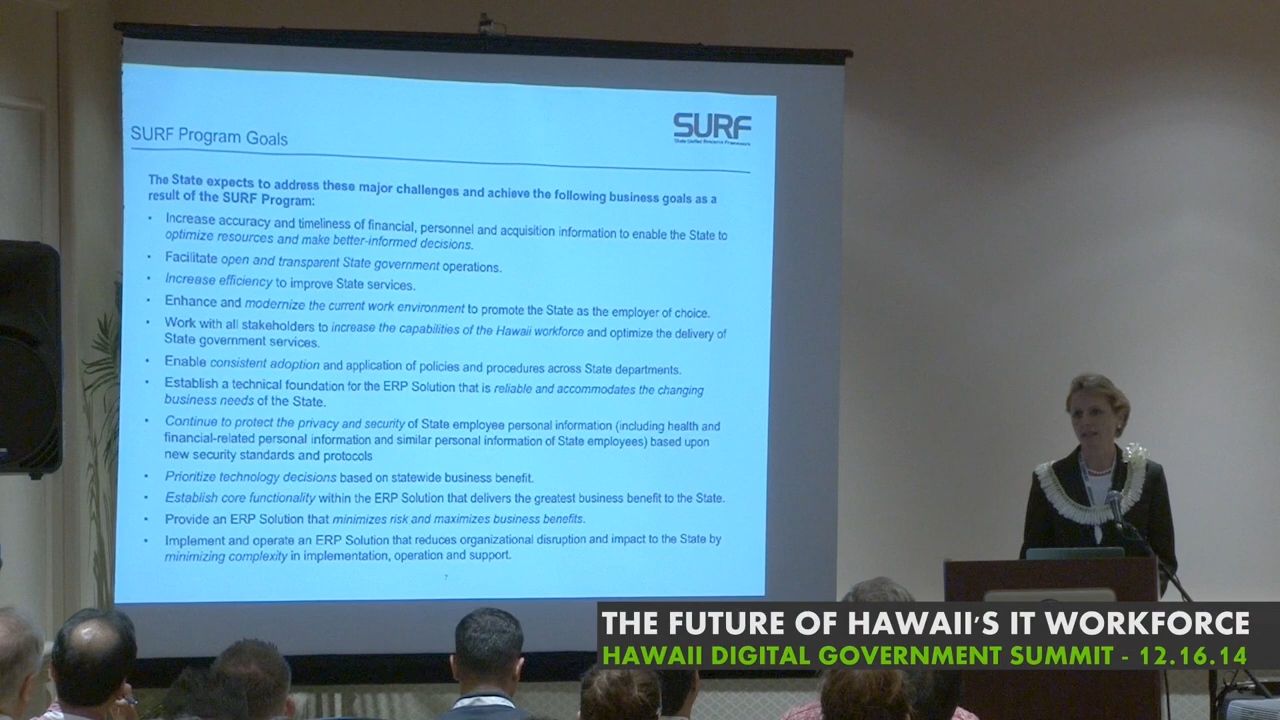 SURF Program Goals
SURF
State Unified Resource Framework
The State expects to address these major challenges and achieve the following business goals as a
result of the SURF Program:
• Increase accuracy and timeliness of financial, personnel and acquisition information to enable the State to
optimize resources and make better-informed decisions.
• Facilitate open and transparent State government operations.
• Increase efficiency to improve State services.
• Enhance and modernize the current work environment to promote the State as the employer of choice.
• Work with all stakeholders to increase the capabilities of the Hawaii workforce and optimize the delivery of
State government services.
• Enable consistent adoption and application of policies and procedures across State departments.
• Establish a technical foundation for the ERP Solution that is reliable and accommodates the changing
business needs of the State.
• Continue to protect the privacy and security of State employee personal information (including health and
financial-related personal information and similar personal information of State employees) based upon
new security standards and protocols
• Prioritize technology decisions based on statewide business benefit.
• Establish core functionality within the ERP Solution that delivers the greatest business benefit to the State.
• Provide an ERP Solution that minimizes risk and maximizes business benefits.
• Implement and operate an ERP Solution that reduces organizational disruption and impact to the State by
minimizing complexity in implementation, operation and support.
7
THE FUTURE OF HAWAII'S IT WORKFORCE
HAWAII DIGITAL GOVERNMENT SUMMIT - 12.16.14